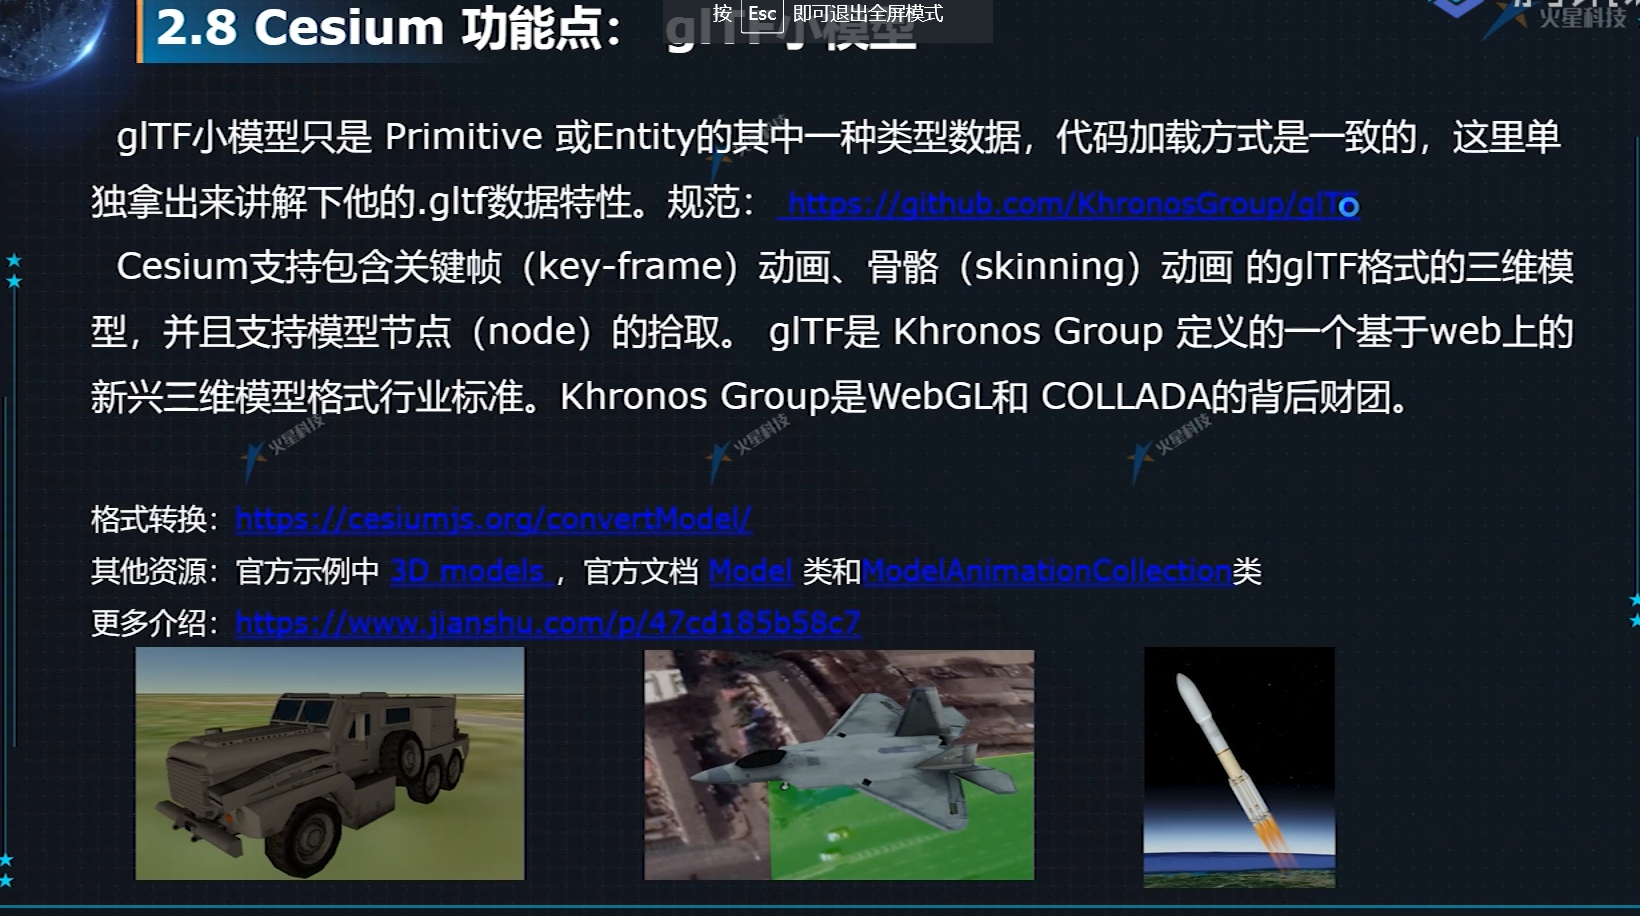 按 Esc 即可退出全屏模式
2.8 Cesium 功能点： glTF小模型
火星科技
glTF小模型只是 Primitive 或Entity的其中一种类型数据，代码加载方式是一致的，这里单
独拿出来讲解下他的.gltf数据特性。规范： https://github.com/KhronosGroup/glT
Cesium支持包含关键帧（key-frame）动画、骨骼（skinning）动画 的glTF格式的三维模
型，并且支持模型节点（node）的拾取。 glTF是 Khronos Group 定义的一个基于web上的
新兴三维模型格式行业标准。Khronos Group是WebGL和 COLLADA的背后财团。
火星科技
火星科技
火星科技
格式转换：https://cesiumjs.org/convertModel/
其他资源：官方示例中 3D models ，官方文档 Model 类和ModelAnimationCollection类
更多介绍：https://www.jianshu.com/p/47cd185b58c7